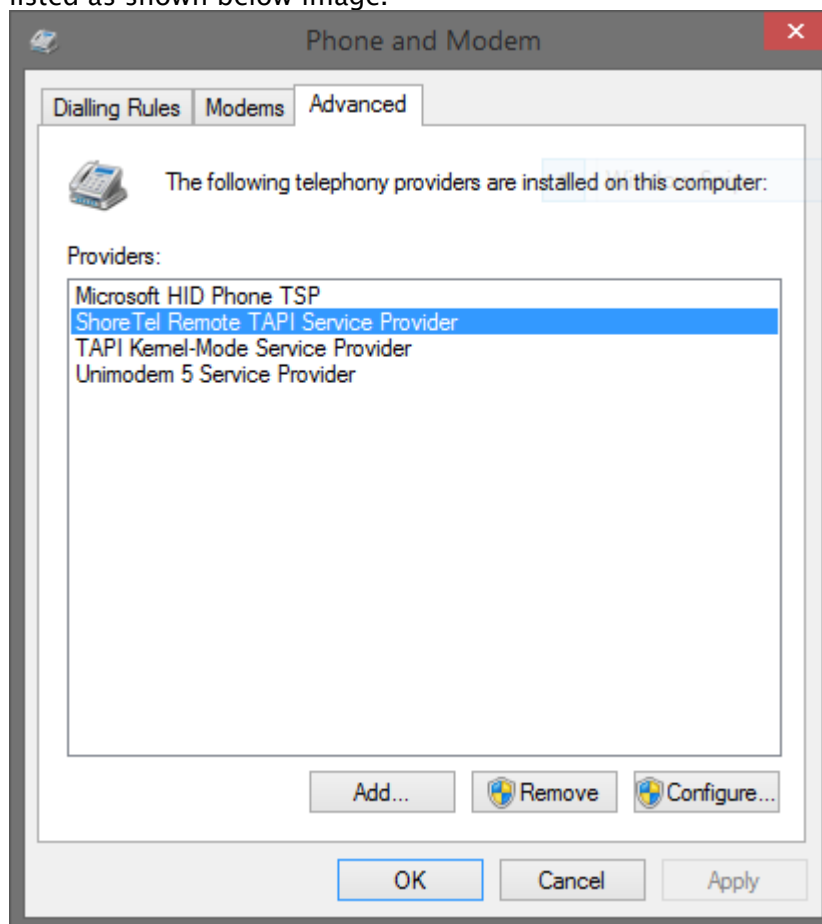 listed as shown below image.
Phone and Modem
Dialling Rules
Modems
Advanced
The following telephony providers are installed on this computer:
Providers:
Microsoft HID Phone TSP
ShoreTel Remote TAPI Service Provider
TAPI Kernel-Mode Service Provider
Unimodem 5 Service Provider
Add...
Remove
Configure...
OK
Cancel
Apply